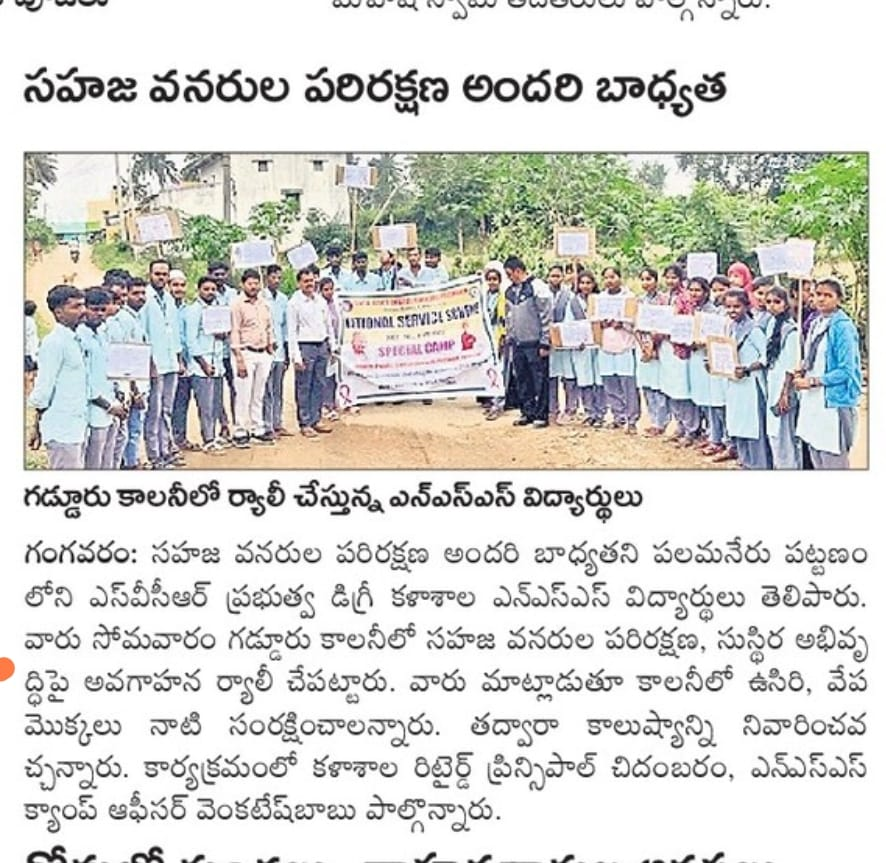 సహజ వనరుల పరిరక్షణ అందరి బాధ్యత
NATIONAL SERVICE SCHEME
SPECIAL CAMP
గడ్డూరు కాలనీలో ర్యాలీ చేస్తున్న ఎన్ఎస్ఎస్ విద్యార్థులు
గంగవరం: సహజ వనరుల పరిరక్షణ అందరి బాధ్యతని పలమనేరు పట్టణం
లోని ఎస్‌వీసీఆర్ ప్రభుత్వ డిగ్రీ కళాశాల ఎన్ఎస్ఎస్ విద్యార్థులు తెలిపారు.
వారు సోమవారం గడ్డూరు కాలనీలో సహజ వనరుల పరిరక్షణ, సుస్థిర అభివృ
ద్ధిపై అవగాహన ర్యాలీ చేపట్టారు. వారు మాట్లాడుతూ కాలనీలో ఉసిరి, వేప
మొక్కలు నాటి సంరక్షించాలన్నారు. తద్వారా కాలుష్యాన్ని నివారించవ
చ్చన్నారు. కార్యక్రమంలో కళాశాల రిటైర్డ్ ప్రిన్సిపాల్ చిదంబరం, ఎన్ఎస్ఎస్
క్యాంప్ ఆఫీసర్ వెంకటేష్‌బాబు పాల్గొన్నారు.